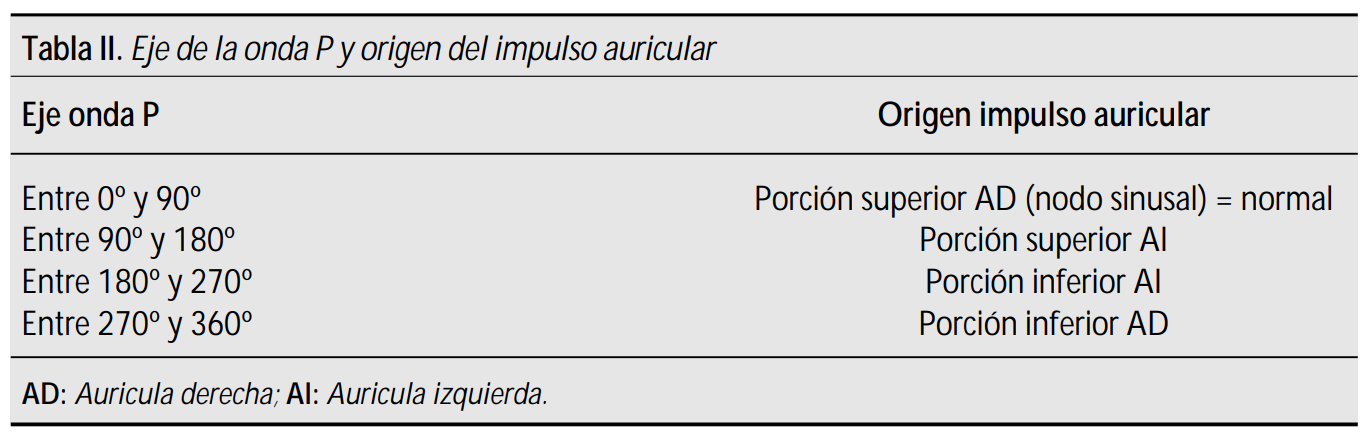 Tabla II. Eje de la onda P y origen del impulso auricular
Eje onda P Origen impulso auricular
Entre 0º y 90º Porción superior AD (nodo sinusal) = normal
Entre 90º y 180º Porción superior AI
Entre 180º y 270º Porción inferior AI
Entre 270º y 360º Porción inferior AD
AD: Auricula derecha; AI: Auricula izquierda.